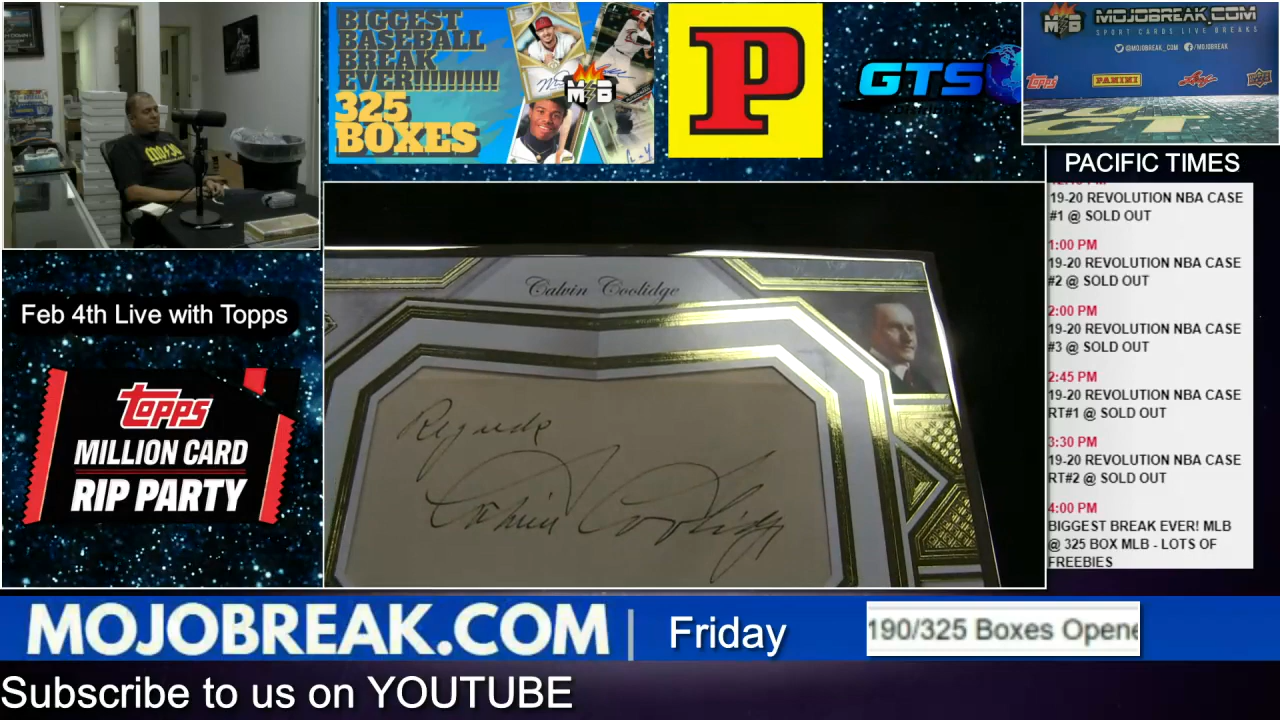 BIGGEST
BASEBALL
BREAK
EVER!!!!!!!!!!!
325
BOXES
M B
P
GTS
MOJOBREAK.COM
SPORT CARDS LIVE BREAKS
@MOJOBREAK_COM /MOJOBREAK
TOPPS
PANINI
MOJO
PACIFIC TIMES
19-20 REVOLUTION NBA CASE
#1 @ SOLD OUT
1:00 PM
19-20 REVOLUTION NBA CASE
#2 @ SOLD OUT
2:00 PM
19-20 REVOLUTION NBA CASE
#3 @ SOLD OUT
2:45 PM
19-20 REVOLUTION NBA CASE
RT#1 @ SOLD OUT
3:30 PM
19-20 REVOLUTION NBA CASE
RT#2 @ SOLD OUT
4:00 PM
BIGGEST BREAK EVER! MLB
@ 325 BOX MLB - LOTS OF
FREEBIES
Feb 4th Live with Topps
TOPPS
MILLION CARD
RIP PARTY
Calvin Coolidge
Regards
Calvin Coolidge
MOJOBREAK.COM | Friday
190/325 Boxes Opene
Subscribe to us on YOUTUBE